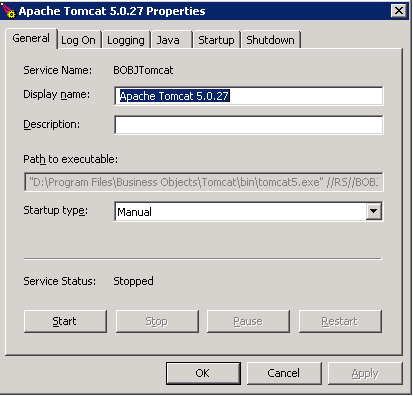 Apache Tomcat 5.0.27 Properties
General Log On Logging Java Startup Shutdown
Service Name: BOBJTomcat
Display name: Apache Tomcat 5.0.27
Description:
Path to executable:
"D:\Program Files\Business Objects\Tomcat\bin\tomcat5.exe" //RS//BOBJ
Startup type: Manual
Service Status: Stopped
Start Stop Pause Restart
OK Cancel Apply